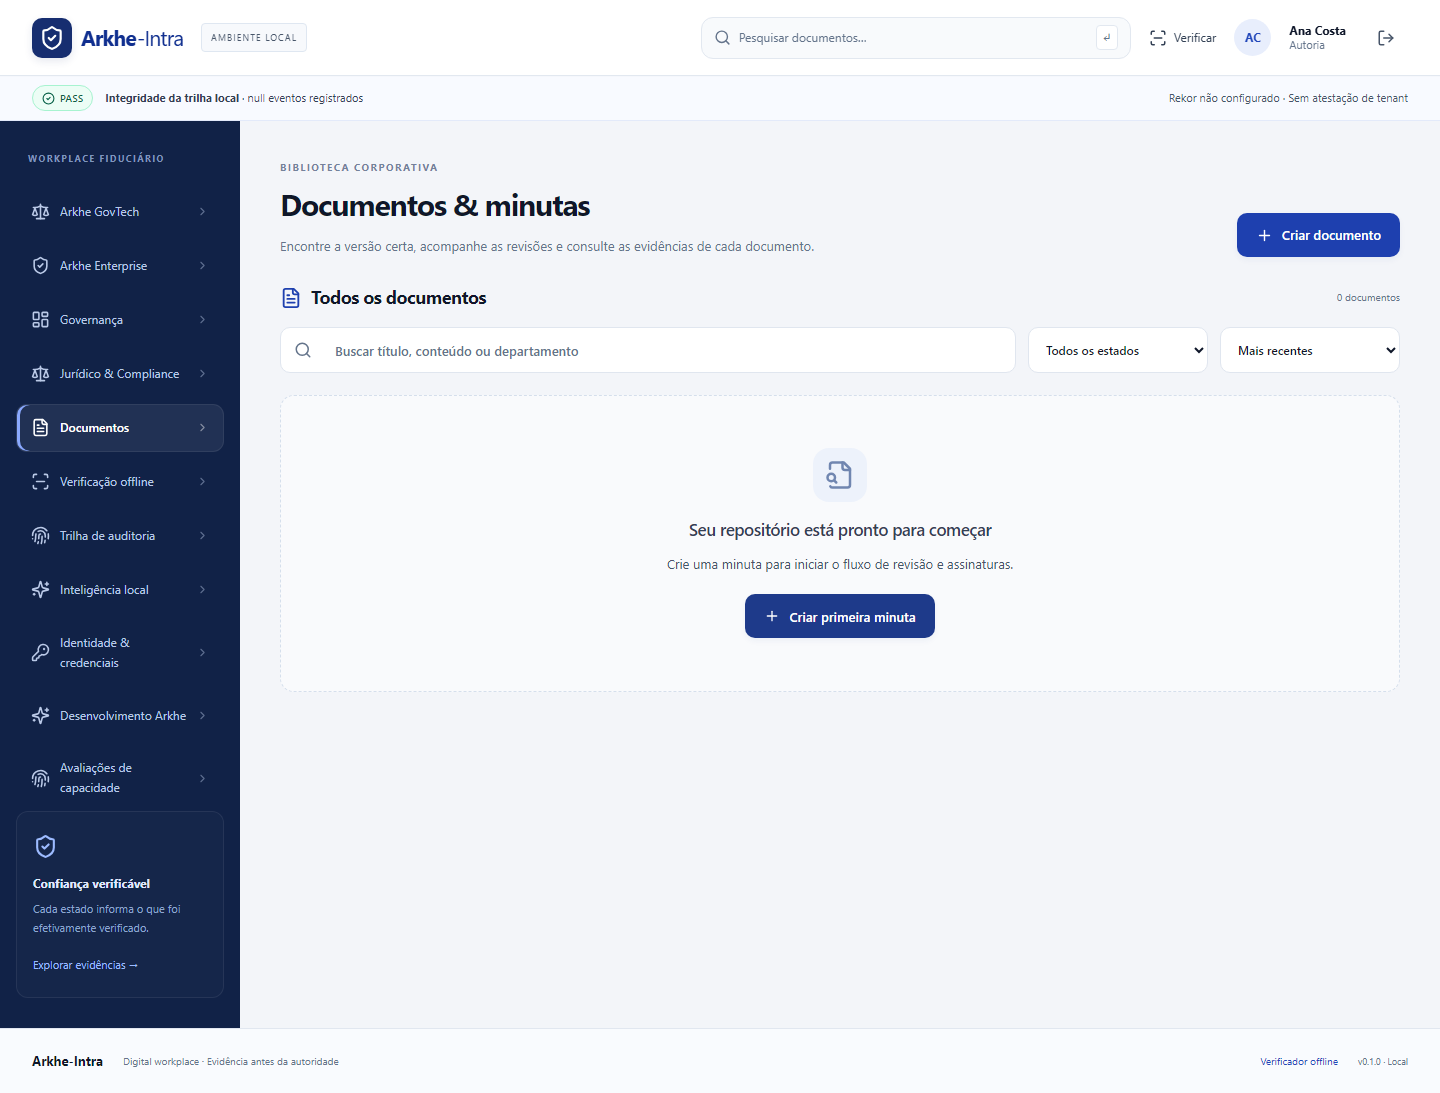 Arkhe-Intra
AMBIENTE LOCAL
Pesquisar documentos...
Verificar
AC
Ana Costa
Autoria
PASS
Integridade da trilha local · null eventos registrados
Rekor não configurado · Sem atestação de tenant
WORKPLACE FIDUCIÁRIO
Arkhe GovTech
Arkhe Enterprise
Governança
Jurídico & Compliance
Documentos
Verificação offline
Trilha de auditoria
Inteligência local
Identidade &
credenciais
Desenvolvimento Arkhe
Avaliações de
capacidade
Confiança verificável
Cada estado informa o que foi
efetivamente verificado.
Explorar evidências →
BIBLIOTECA CORPORATIVA
Documentos & minutas
Encontre a versão certa, acompanhe as revisões e consulte as evidências de cada documento.
Criar documento
Todos os documentos
0 documentos
Buscar título, conteúdo ou departamento
Todos os estados
Mais recentes
Seu repositório está pronto para começar
Crie uma minuta para iniciar o fluxo de revisão e assinaturas.
Criar primeira minuta
Arkhe-Intra
Digital workplace · Evidência antes da autoridade
Verificador offline
v0.1.0 · Local